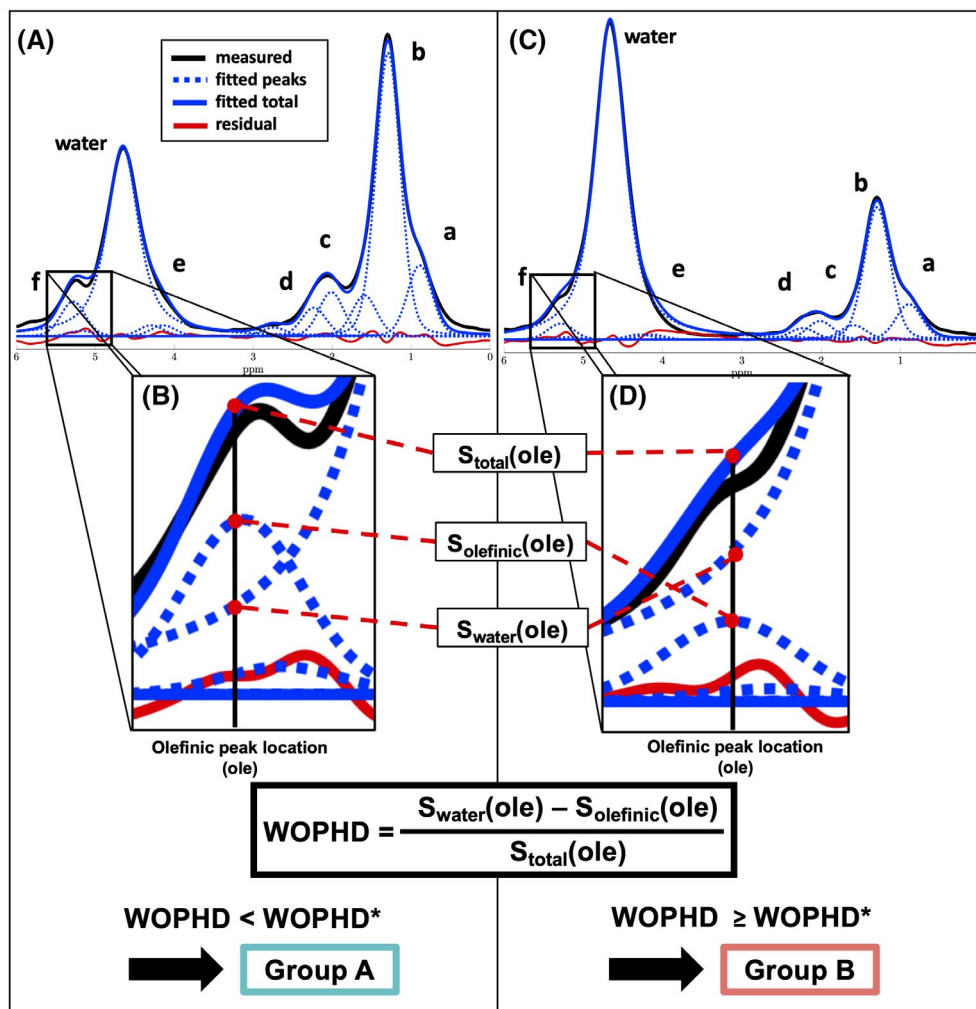 (A)
measured
fitted peaks
fitted total
residual
water
f
e
d
c
b
a
6
5
4
3
2
1
0
ppm
(C)
water
f
e
d
c
b
a
6
5
4
3
2
1
ppm
(B)
(D)
S_total(ole)
S_olefinic(ole)
S_water(ole)
Olefinic peak location
(ole)
Olefinic peak location
(ole)
WOPHD = 
S_water(ole) – S_olefinic(ole)
S_total(ole)
WOPHD < WOPHD*
Group A
WOPHD ≥ WOPHD*
Group B